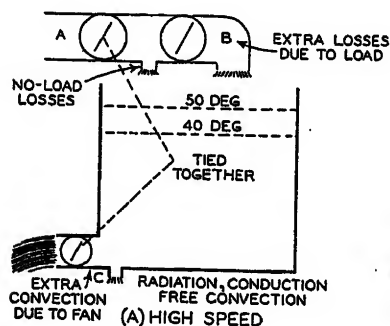 A
B
EXTRA LOSSES
DUE TO LOAD
NO-LOAD
LOSSES
50 DEG
40 DEG
TIED
TOGETHER
C
EXTRA
CONVECTION
DUE TO FAN
RADIATION, CONDUCTION
FREE CONVECTION
(A) HIGH SPEED